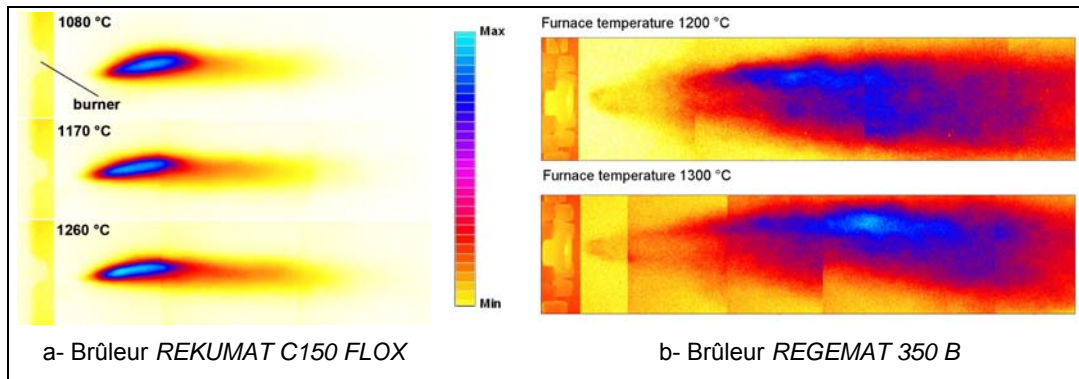 1080 °C
burner
1170 °C
1260 °C
Max
Min
a- Brûleur REKUMAT C150 FLOX
Furnace temperature 1200 °C
Furnace temperature 1300 °C
b- Brûleur REGEMAT 350 B